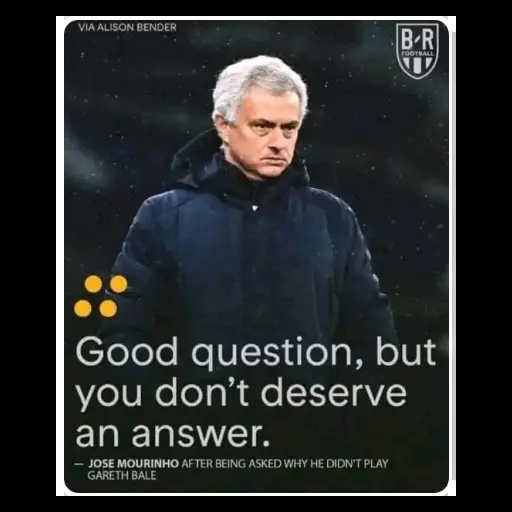 VIA ALISON BENDER
B R
FOOTBALL
Good question, but
you don't deserve
an answer.
— JOSE MOURINHO AFTER BEING ASKED WHY HE DIDN'T PLAY
GARETH BALE